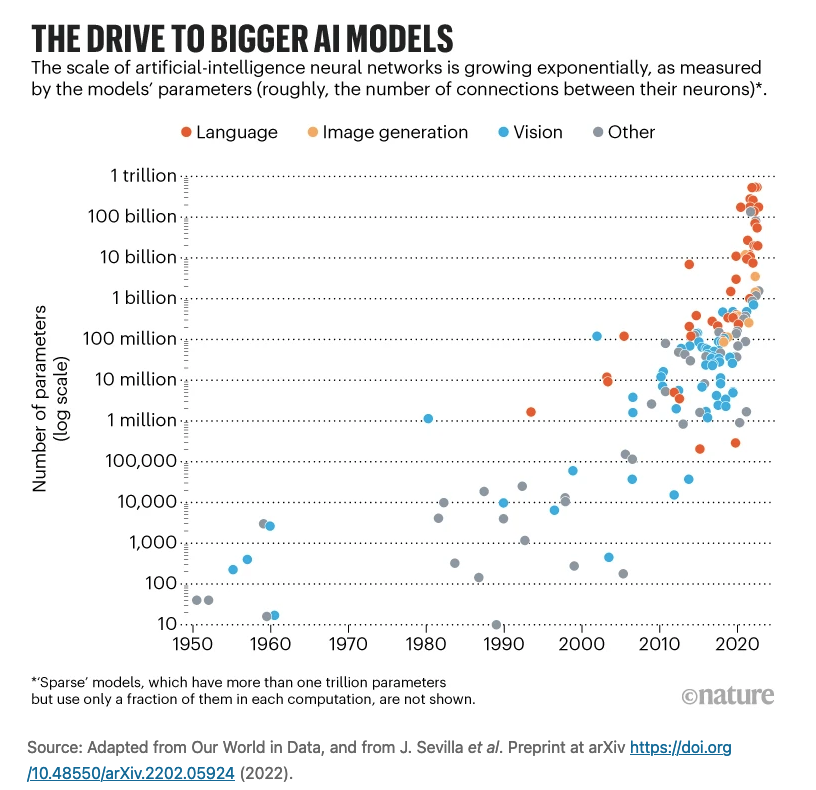 THE DRIVE TO BIGGER AI MODELS
The scale of artificial-intelligence neural networks is growing exponentially, as measured
by the models’ parameters (roughly, the number of connections between their neurons)*.
Language
Image generation
Vision
Other
Number of parameters
(log scale)
1 trillion
100 billion
10 billion
1 billion
100 million
10 million
1 million
100,000
10,000
1,000
100
10
1950
1960
1970
1980
1990
2000
2010
2020
*‘Sparse’ models, which have more than one trillion parameters
but use only a fraction of them in each computation, are not shown.
©nature
Source: Adapted from Our World in Data, and from J. Sevilla et al. Preprint at arXiv https://doi.org
/10.48550/arXiv.2202.05924 (2022).